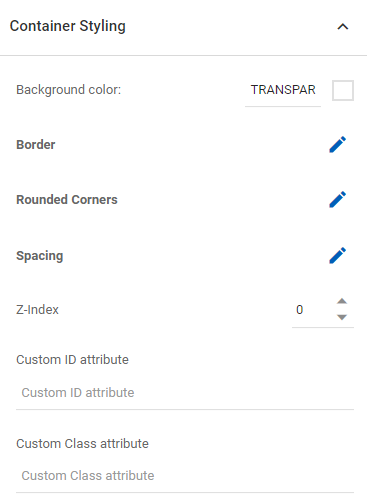 Container Styling
Background color: TRANSPAR
Border
Rounded Corners
Spacing
Z-Index 0
Custom ID attribute
Custom ID attribute
Custom Class attribute
Custom Class attribute